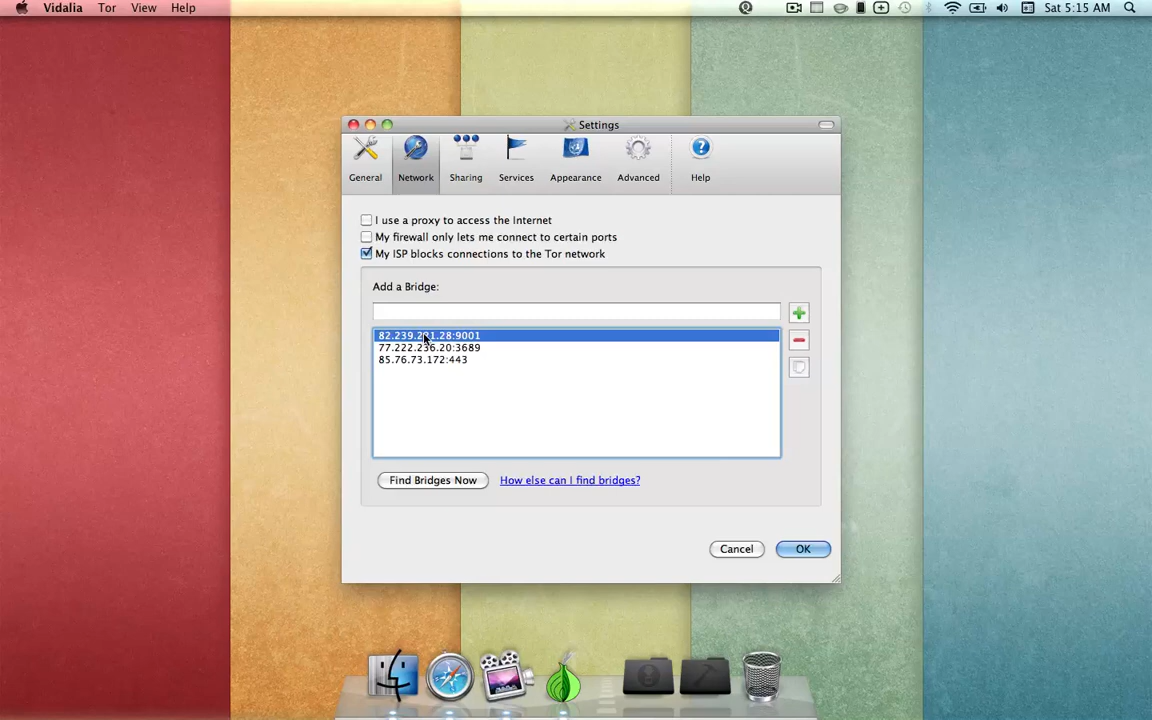 Vidalia Tor View Help Sat 5:15 AM
Settings
General Network Sharing Services Appearance Advanced Help
I use a proxy to access the Internet
My firewall only lets me connect to certain ports
My ISP blocks connections to the Tor network
Add a Bridge:
77.222.236.20:3689
85.76.73.172:443
Find Bridges Now How else can I find bridges?
Cancel OK